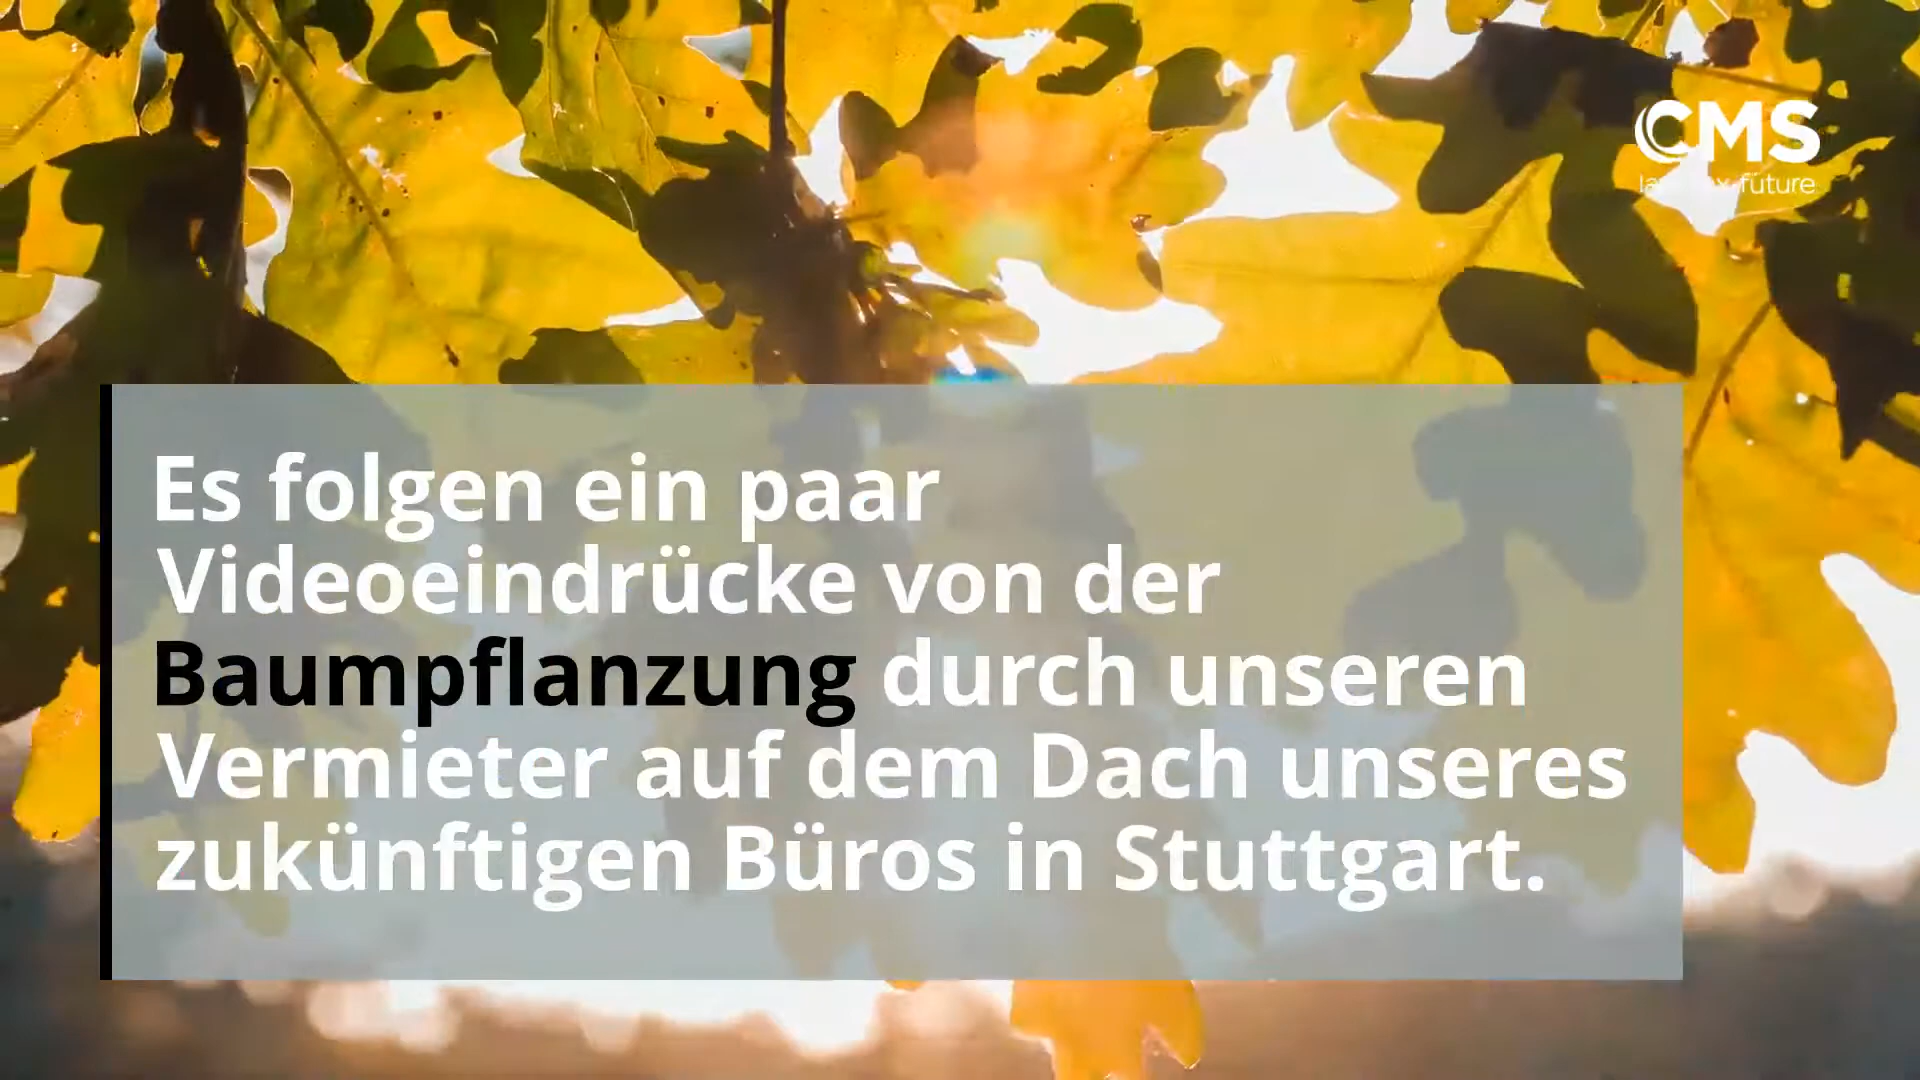 CMS
future
Es folgen ein paar
Videoeindrücke von der
Baumpflanzung durch unseren
Vermieter auf dem Dach unseres
zukünftigen Büros in Stuttgart.